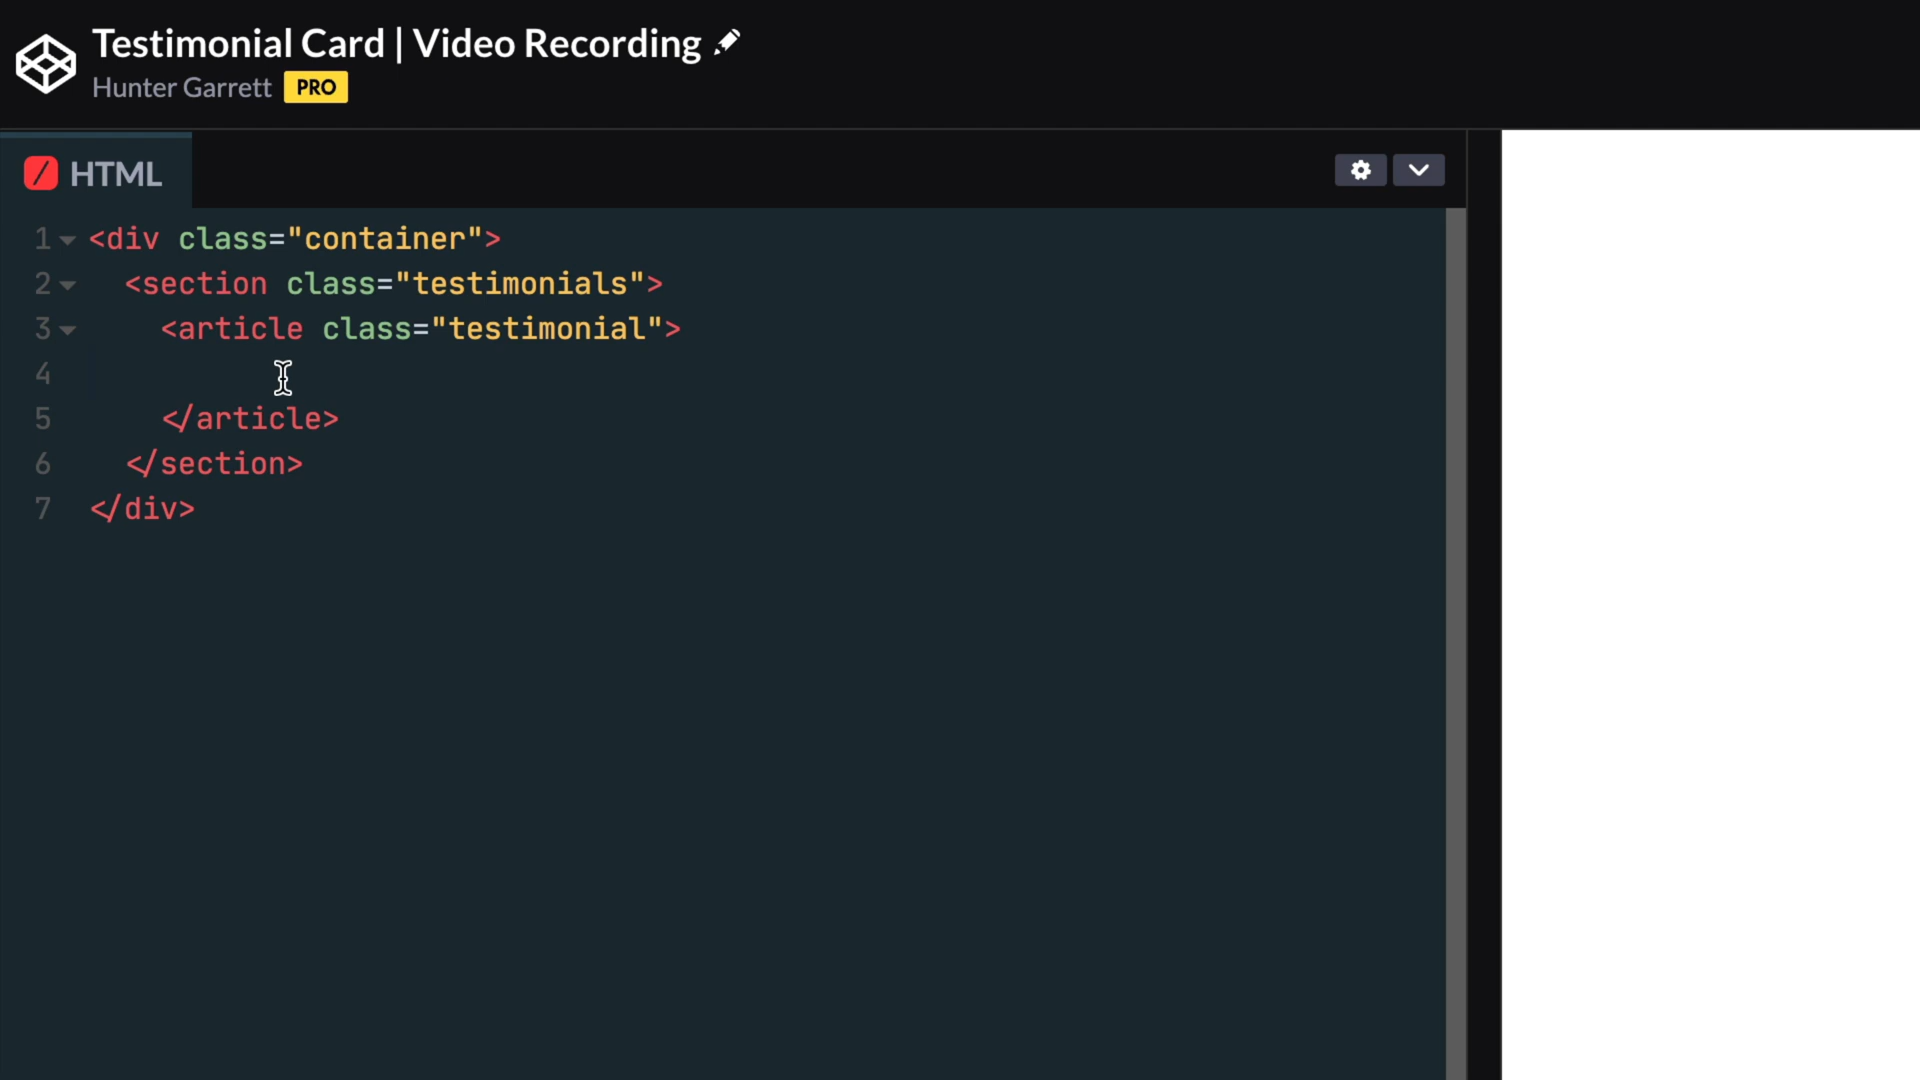 Testimonial Card | Video Recording
Hunter Garrett PRO
HTML
1 <div class="container">
2   <section class="testimonials">
3     <article class="testimonial">
4
5     </article>
6   </section>
7 </div>